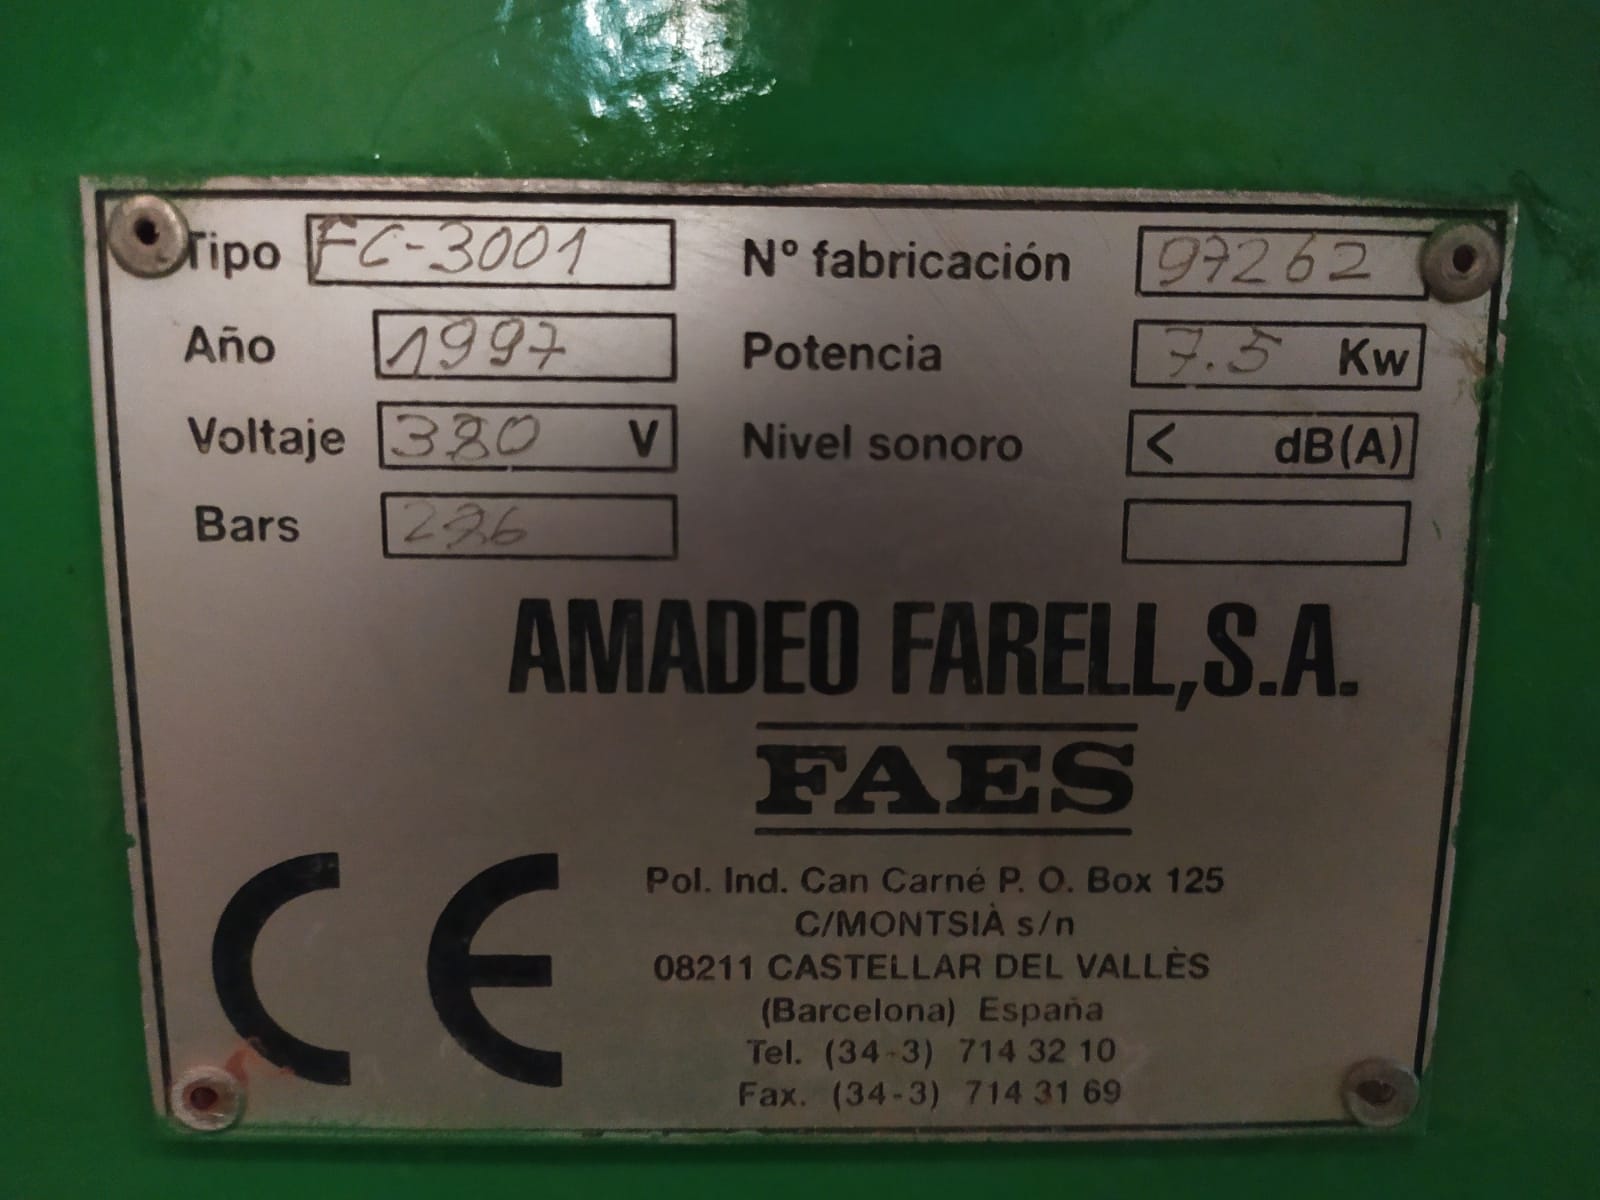 Tipo FC-3001 Nº fabricación 97262
Año 1997 Potencia 7.5 Kw
Voltaje 380 V Nivel sonoro < dB(A)
Bars
AMADEO FARELL,S.A.
FAES
CE
Pol. Ind. Can Carné P. O. Box 125
C/MONTSIÀ s/n
08211 CASTELLAR DEL VALLÈS
(Barcelona) España
Tel. (34-3) 714 32 10
Fax. (34-3) 714 31 69